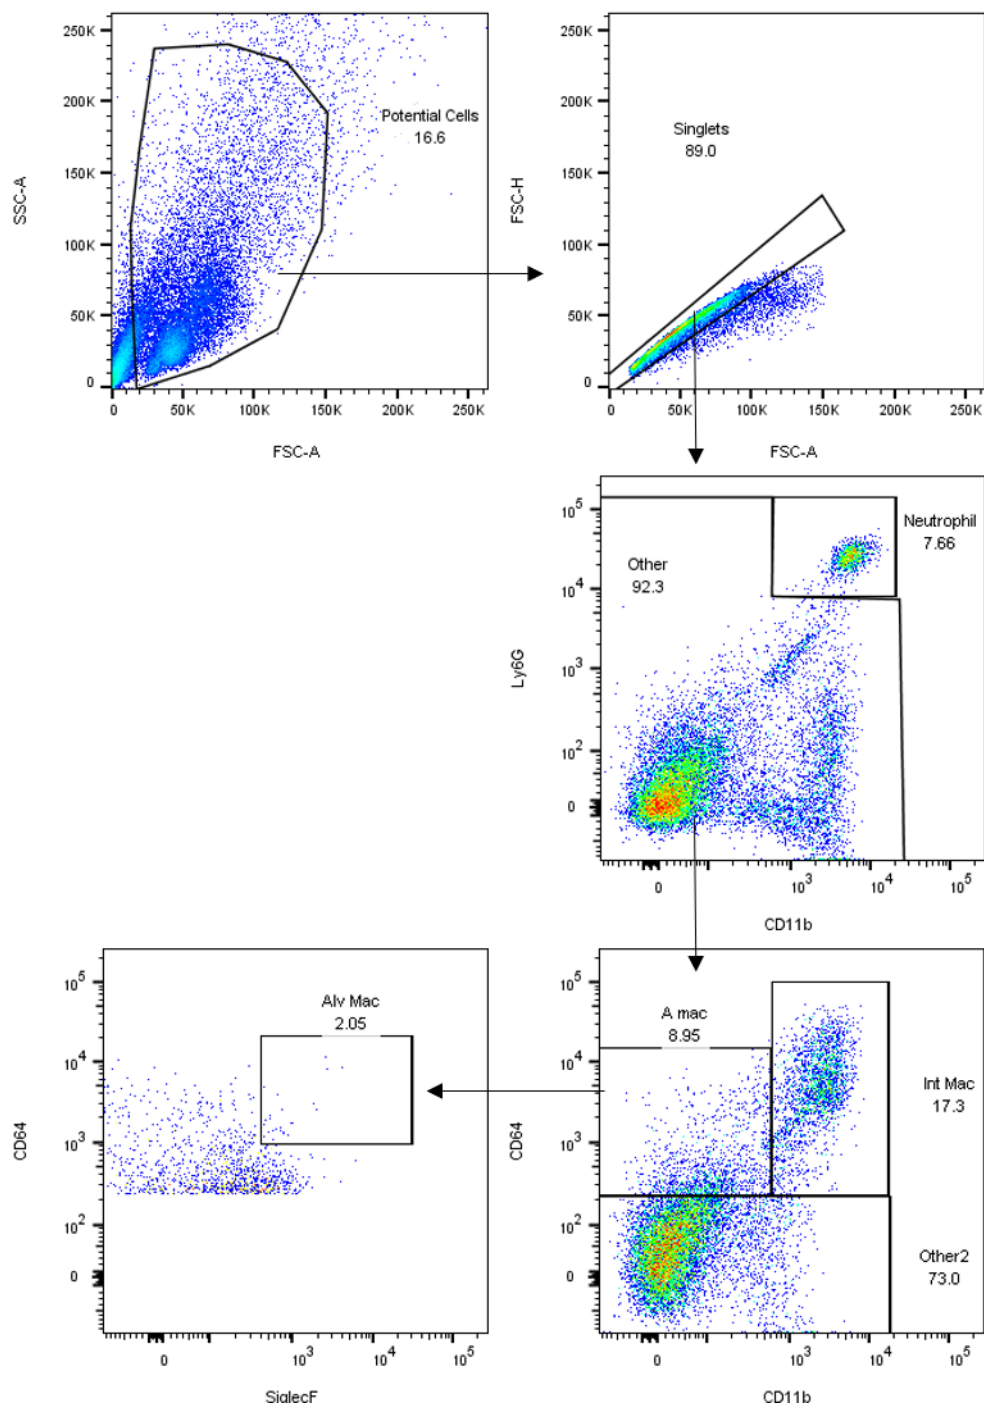 250K
200K
150K
100K
50K
0
SSC-A
Potential Cells
16.6
0 50K 100K 150K 200K 250K
FSC-A
250K
200K
150K
100K
50K
0
FSC-H
Singlets
89.0
0 50K 100K 150K 200K 250K
FSC-A
10^5
10^4
10^3
10^2
0
Ly6G
Other
92.3
Neutrophil
7.66
0 10^3 10^4 10^5
CD11b
10^5
10^4
10^3
10^2
0
CD64
Alv Mac
2.05
0 10^3 10^4 10^5
SiglecF
10^5
10^4
10^3
10^2
0
CD64
A mac
8.95
Int Mac
17.3
Other2
73.0
0 10^3 10^4 10^5
CD11b